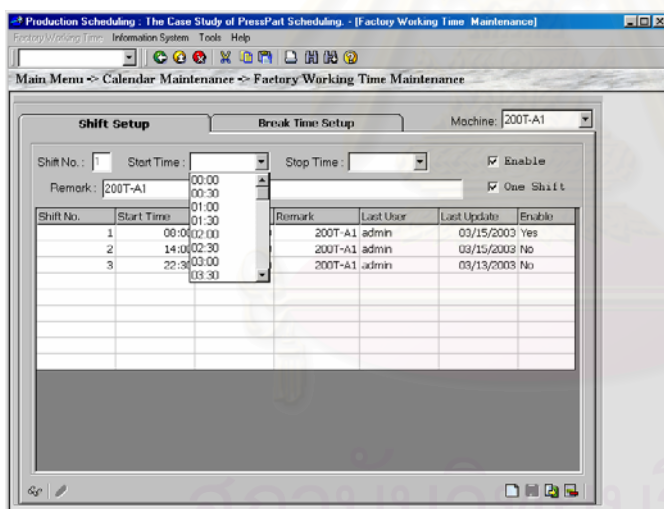 Production Scheduling : The Case Study of PressPart Scheduling. - [Factory Working Time Maintenance]
Factory Working Time Information System Tools Help
Main Menu -> Calendar Maintenance -> Factory Working Time Maintenance
Shift Setup Break Time Setup Machine: 200T-A1
Shift No. : 1 Start Time : Stop Time : Enable
Remark : 200T-A1 One Shift
00:00
00:30
01:00
01:30
02:00
02:30
03:00
03:30
Shift No. Start Time Remark Last User Last Update Enable
1 08:00 200T-A1 admin 03/15/2003 Yes
2 14:00 200T-A1 admin 03/15/2003 No
3 22:30 200T-A1 admin 03/13/2003 No